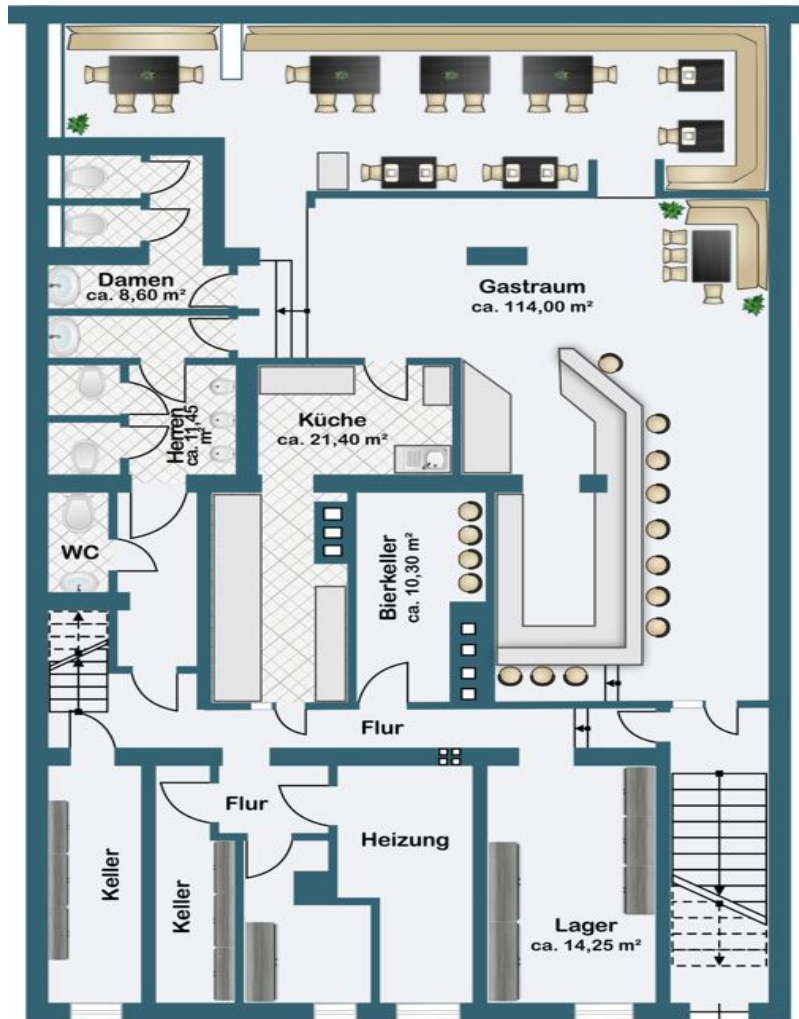 Damen
ca. 8,60 m²
Gastraum
ca. 114,00 m²
Herren
ca. 11,45
m²
Küche
ca. 21,40 m²
WC
Bierkeller
ca. 10,30 m²
Flur
Flur
Keller
Keller
Heizung
Lager
ca. 14,25 m²